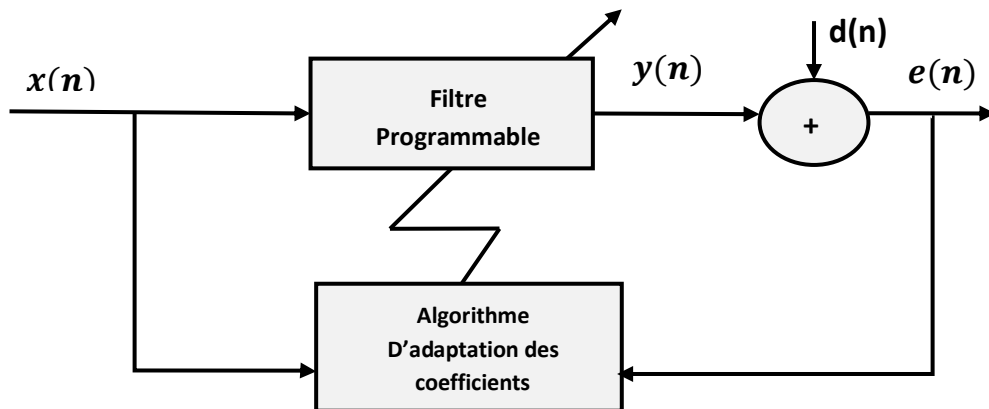 d(n)
x(n)
y(n)
e(n)
Filtre
Programmable
+
Algorithme
D'adaptation des
coefficients